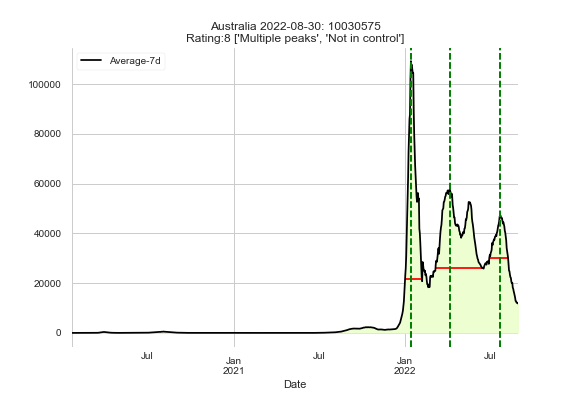 Australia 2022-08-30: 10030575
Rating:8 ['Multiple peaks', 'Not in control']
Average-7d
100000
80000
60000
40000
20000
0
Jul
Jan
2021
Jul
Jan
2022
Jul
Date